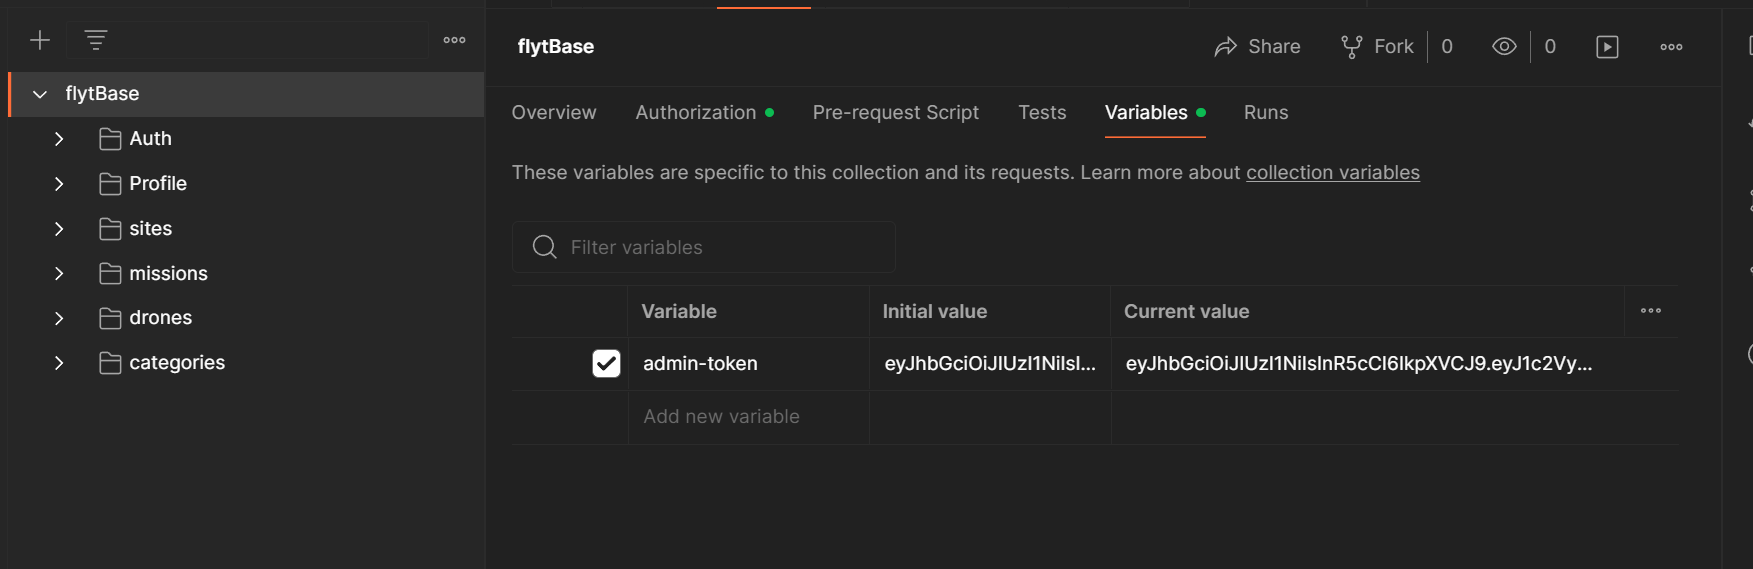 flytBase
Auth
Profile
sites
missions
drones
categories
flytBase
Share
Fork
0
0
Overview
Authorization
Pre-request Script
Tests
Variables
Runs
These variables are specific to this collection and its requests. Learn more about collection variables
Filter variables
Variable
Initial value
Current value
admin-token
eyJhbGciOiJIUzI1NiIsI...
eyJhbGciOiJIUzI1NiIsInR5cCI6IkpXVCJ9.eyJ1c2Vy...
Add new variable